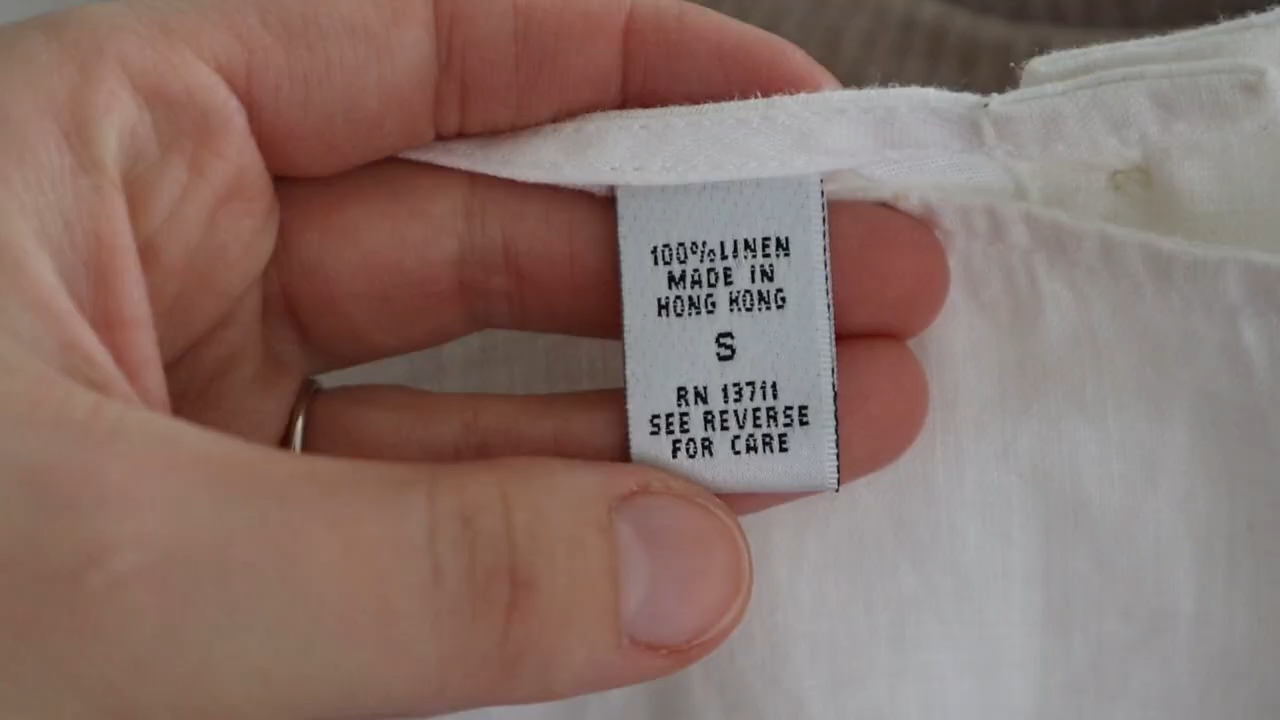 100% LINEN
MADE IN
HONG KONG
S
RN 13711
SEE REVERSE
FOR CARE